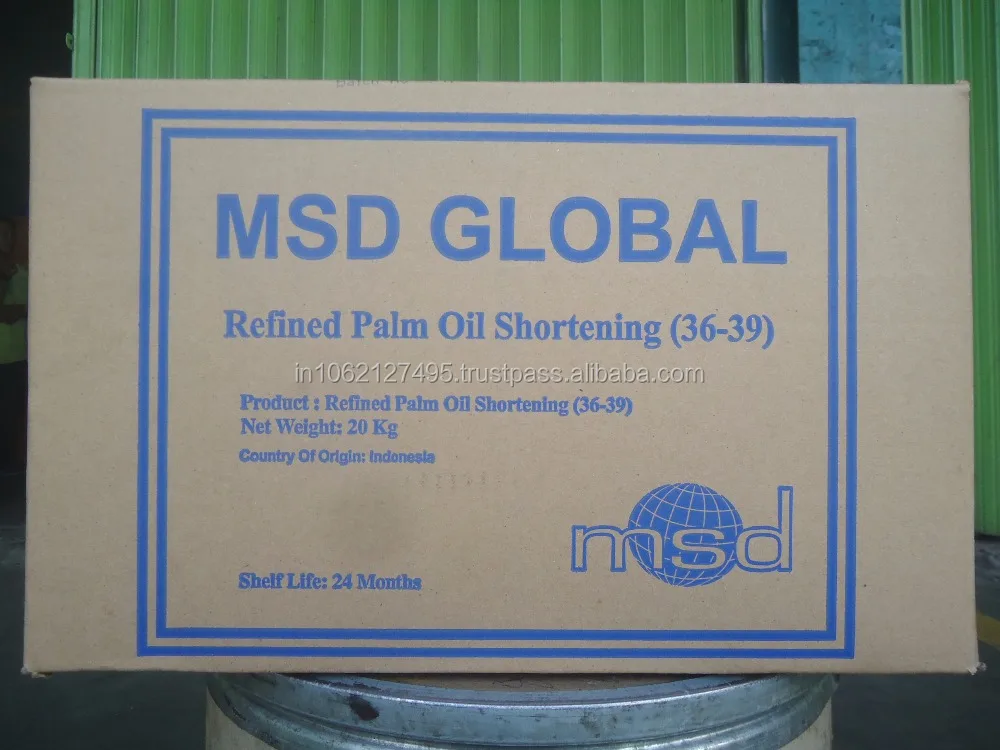 MSD GLOBAL
Refined Palm Oil Shortening (36-39)
in1062127495.trustpass.alibaba.com
Product : Refined Palm Oil Shortening (36-39)
Net Weight: 20 Kg
Country Of Origin: Indonesia
msd
Shelf Life: 24 Months